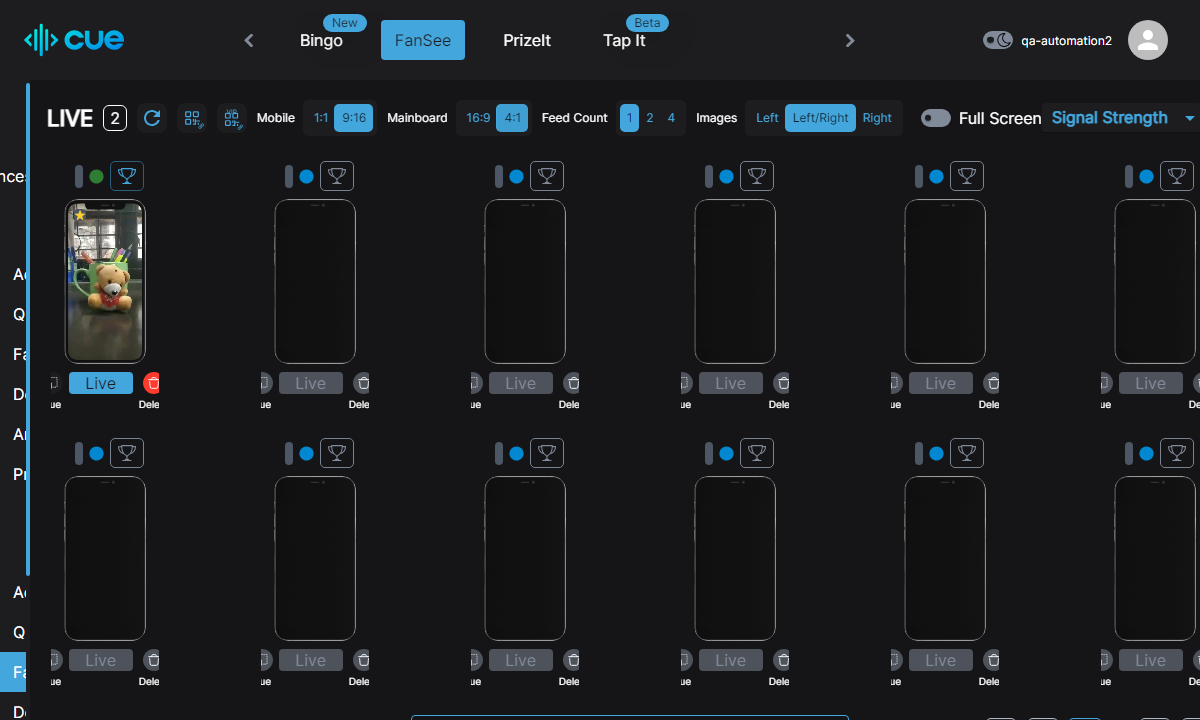 cue
Bingo
New
FanSee
PrizeIt
Tap It
Beta
qa-automation2
LIVE 2
Mobile 1:1 9:16
Mainboard 16:9 4:1
Feed Count 1 2 4
Images Left Left/Right Right
Full Screen
Signal Strength
Live
Live
Live
Live
Live
Live
ue Dele
ue Dele
ue Dele
ue Dele
ue Dele
ue De
Live
Live
Live
Live
Live
Live
ue Dele
ue Dele
ue Dele
ue Dele
ue Dele
ue De
nces
Ac
Q
Fa
De
Ar
Pr
Ac
Q
Fa
De